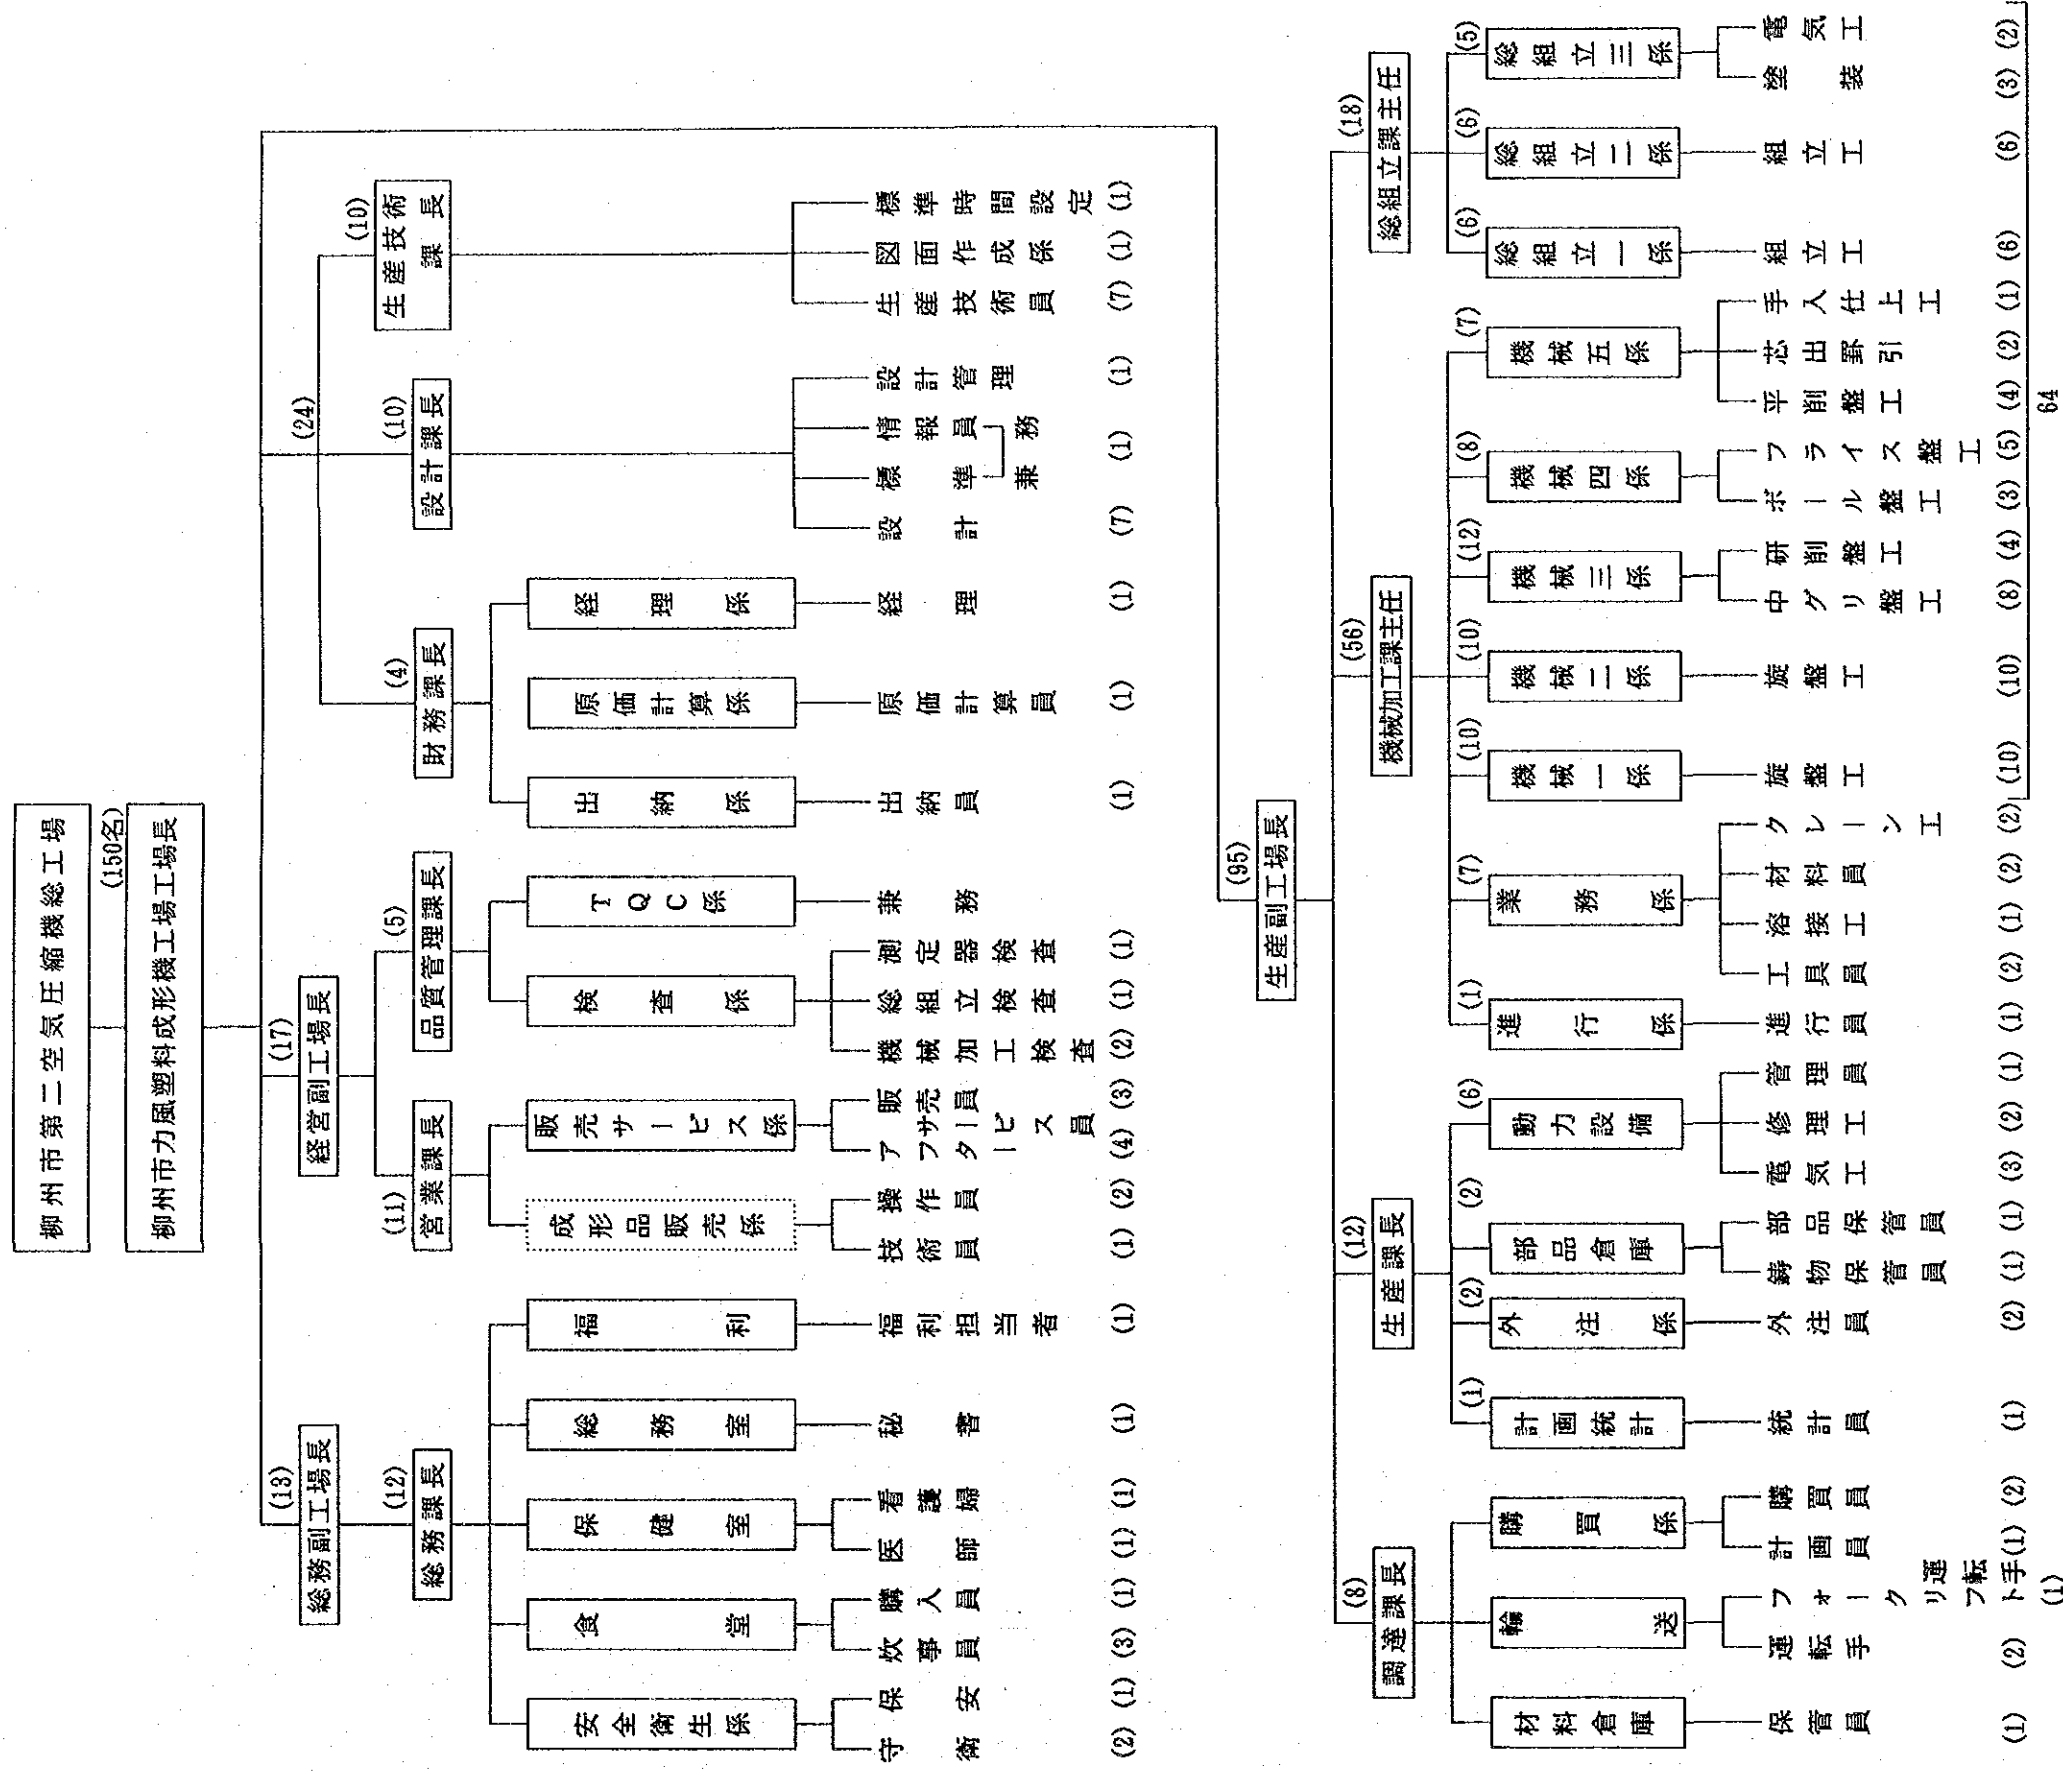 柳州市第二空気圧縮機総工場
(150名)
柳州市力風塑料成形機工場工場長
(13)
総務副工場長
(12)
総務課長
安全衛生係
守衛
(2)
保安
(1)
食堂
炊事員
(3)
購入員
(1)
保健室
医師
(1)
看護婦
(1)
総務室
秘書
(1)
福利
福利担当者
(1)
(17)
経営副工場長
(11)
営業課長
成形品販売係
技術員
(1)
操作員
(2)
販売サービス係
アフターサービス員
(4)
販売員
(3)
(5)
品質管理課長
検査係
機械加工検査
(2)
総組立検査
(1)
測定器検査
(1)
TQC係
兼務
(24)
(4)
財務課長
出納係
出納員
(1)
原価計算係
原価計算員
(1)
経理係
経理
(1)
(10)
設計課長
設計
(7)
標準
情報員
兼務
(1)
設計管理
(1)
(10)
生産技術課長
生産技術員
(7)
図面作成係
(1)
標準時間設定
(1)
(95)
生産副工場長
(8)
調達課長
材料倉庫
保管員
(1)
輸送
運転手
(2)
フォークリフト運転手
(1)
購買係
計画員
(1)
購買員
(2)
(12)
生産課長
(1)
計画統計
統計員
(1)
(2)
外注係
外注員
(2)
(2)
部品倉庫
鋳物保管員
(1)
部品保管員
(1)
(6)
動力設備
電気工
(3)
修理工
(2)
管理員
(1)
(56)
機械加工課主任
(1)
進行係
進行員
(1)
(7)
業務係
工具員
(2)
溶接工
(1)
材料員
(2)
クレーン工
(2)
(10)
機械一係
旋盤工
(10)
(10)
機械二係
旋盤工
(10)
(12)
機械三係
中グリ盤工
(8)
研削盤工
(4)
(8)
機械四係
ボール盤工
(3)
フライス盤工
(5)
(7)
機械五係
平削盤工
(4)
芯出罫引
(2)
手入仕上工
(1)
(18)
総組立課主任
(6)
総組立一係
組立工
(6)
(6)
総組立二係
組立工
(6)
(5)
総組立三係
塗装
(3)
電気工
(2)
64